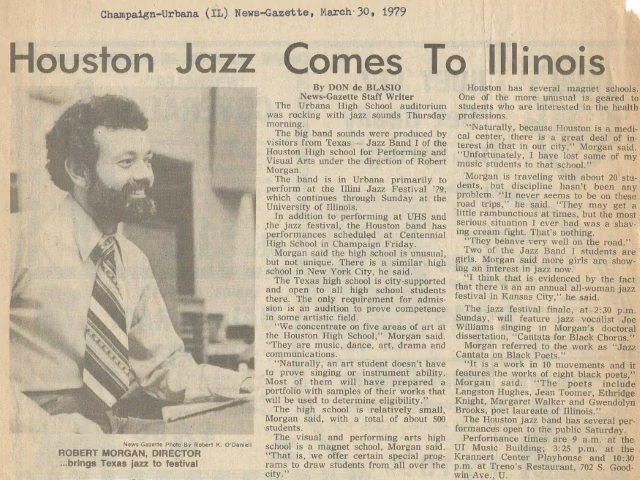 Champaign-Urbana (IL) News-Gazette, March 30, 1979
Houston Jazz Comes To Illinois
By DON de BLASIO
News-Gazette Staff Writer
The Urbana High School auditorium
was rocking with jazz sounds Thursday
morning.
The big band sounds were produced by
visitors from Texas — Jazz Band I of the
Houston High school for Performing and
Visual Arts under the direction of Robert
Morgan.
The band is in Urbana primarily to
perform at the Illini Jazz Festival '79,
which continues through Sunday at the
University of Illinois.
In addition to performing at UHS and
the jazz festival, the Houston band has
performances scheduled at Centennial
High School in Champaign Friday.
Morgan said the high school is unusual,
but not unique. There is a similar high
school in New York City, he said.
The Texas high school is city-supported
and open to all high school students
there. The only requirement for admis-
sion is an audition to prove competence
in some artistic field.
"We concentrate on five areas of art at
the Houston High School," Morgan said.
"They are music, dance, art, drama and
communications.
"Naturally, an art student doesn't have
to prove singing or instrument ability.
Most of them will have prepared a
portfolio with samples of their works that
will be used to determine eligibility."
The high school is relatively small,
Morgan said, with a total of about 500
students.
The visual and performing arts high
school is a magnet school, Morgan said.
"That is, we offer certain special prog-
rams to draw students from all over the
city."
Houston has several magnet schools.
One of the more unusual is geared to
students who are interested in the health
professions.
"Naturally, because Houston is a medi-
cal center, there is a great deal of in-
terest in that in our city," Morgan said.
"Unfortunately, I have lost some of my
music students to that school."
Morgan is traveling with about 20 stu-
dents, but discipline hasn't been any
problem. "It never seems to be on these
road trips," he said. "They may get a
little rambunctious at times, but the most
serious situation I ever had was a shav-
ing cream fight. That's nothing.
"They behave very well on the road."
Two of the Jazz Band I students are
girls. Morgan said more girls are show-
ing an interest in jazz now.
"I think that is evidenced by the fact
that there is an an annual all-woman jazz
festival in Kansas City," he said.
The jazz festival finale, at 2:30 p.m.
Sunday, will feature jazz vocalist Joe
Williams singing in Morgan's doctoral
dissertation, "Cantata for Black Chorus."
Morgan referred to the work as "Jazz
Cantata on Black Poets."
"It is a work in 10 movements and it
features the works of eight black poets,"
Morgan said. "The poets include
Langston Hughes, Jean Toomer, Ethridge
Knight, Margaret Walker and Gwendolyn
Brooks, poet laureate of Illinois."
The Houston jazz band has several per-
formances open to the public Saturday.
Performance times are 9 a.m. at the
UI Music Building; 3:25 p.m. at the
Krannert Center Playhouse and 10:30
p.m. at Treno's Restaurant, 702 S. Good-
win Ave., U.
News-Gazette Photo By Robert K. O'Daniell
ROBERT MORGAN, DIRECTOR
...brings Texas jazz to festival